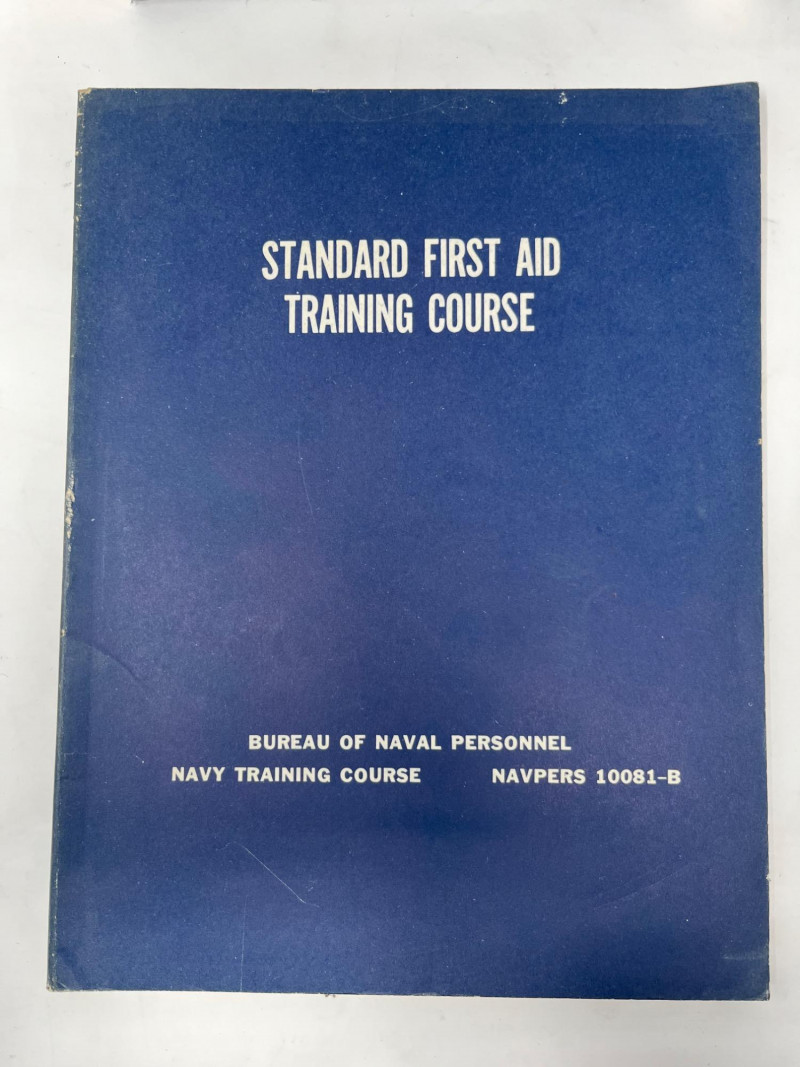 STANDARD FIRST AID
TRAINING COURSE
BUREAU OF NAVAL PERSONNEL
NAVY TRAINING COURSE NAVPERS 10081-B